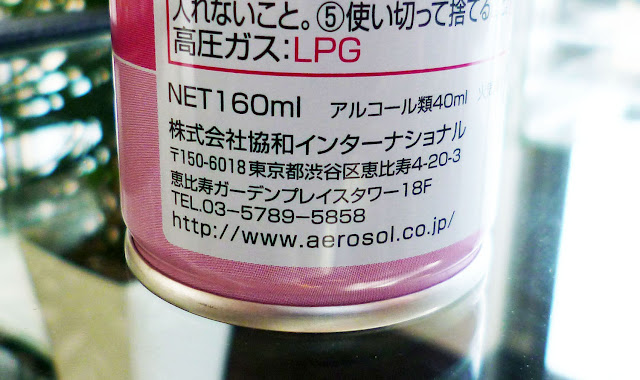 入れないこと。⑤使い切って捨てる
高圧ガス:LPG
NET160ml アルコール類40ml
株式会社協和インターナショナル
〒150-6018 東京都渋谷区恵比寿4-20-3
恵比寿ガーデンプレイスタワー18F
TEL.03-5789-5858
http://www.aerosol.co.jp/